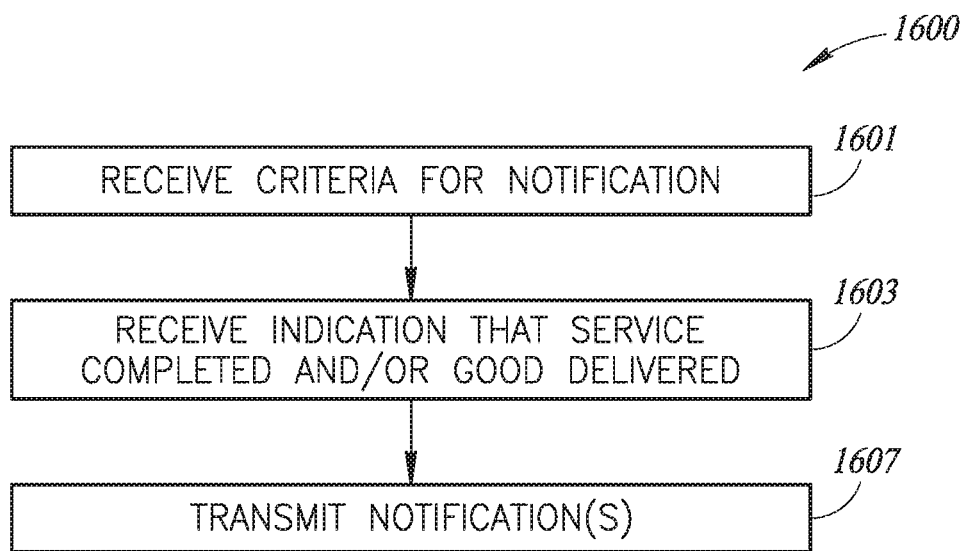 1600
1601
RECEIVE CRITERIA FOR NOTIFICATION
1603
RECEIVE INDICATION THAT SERVICE
COMPLETED AND/OR GOOD DELIVERED
1607
TRANSMIT NOTIFICATION(S)